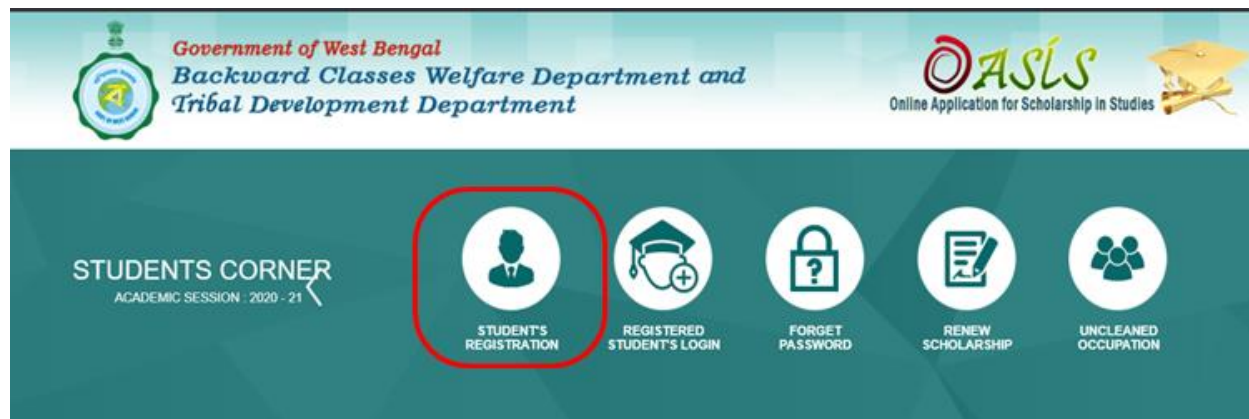 Government of West Bengal
Backward Classes Welfare Department and
Tribal Development Department
OASIS
Online Application for Scholarship in Studies
STUDENTS CORNER
ACADEMIC SESSION : 2020 - 21
STUDENT'S
REGISTRATION
REGISTERED
STUDENT'S LOGIN
FORGET
PASSWORD
RENEW
SCHOLARSHIP
UNCLEANED
OCCUPATION